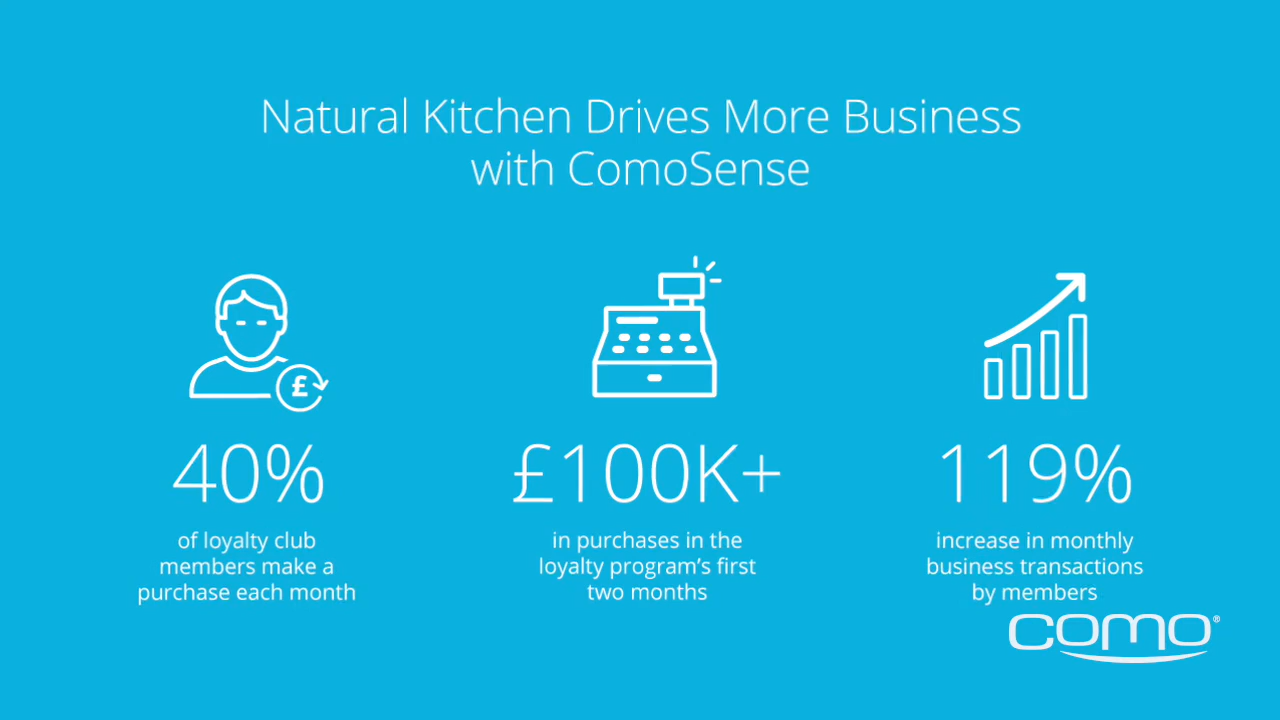 Natural Kitchen Drives More Business
with ComoSense
£
40%
of loyalty club
members make a
purchase each month
£100K+
in purchases in the
loyalty program’s first
two months
119%
increase in monthly
business transactions
by members
como®